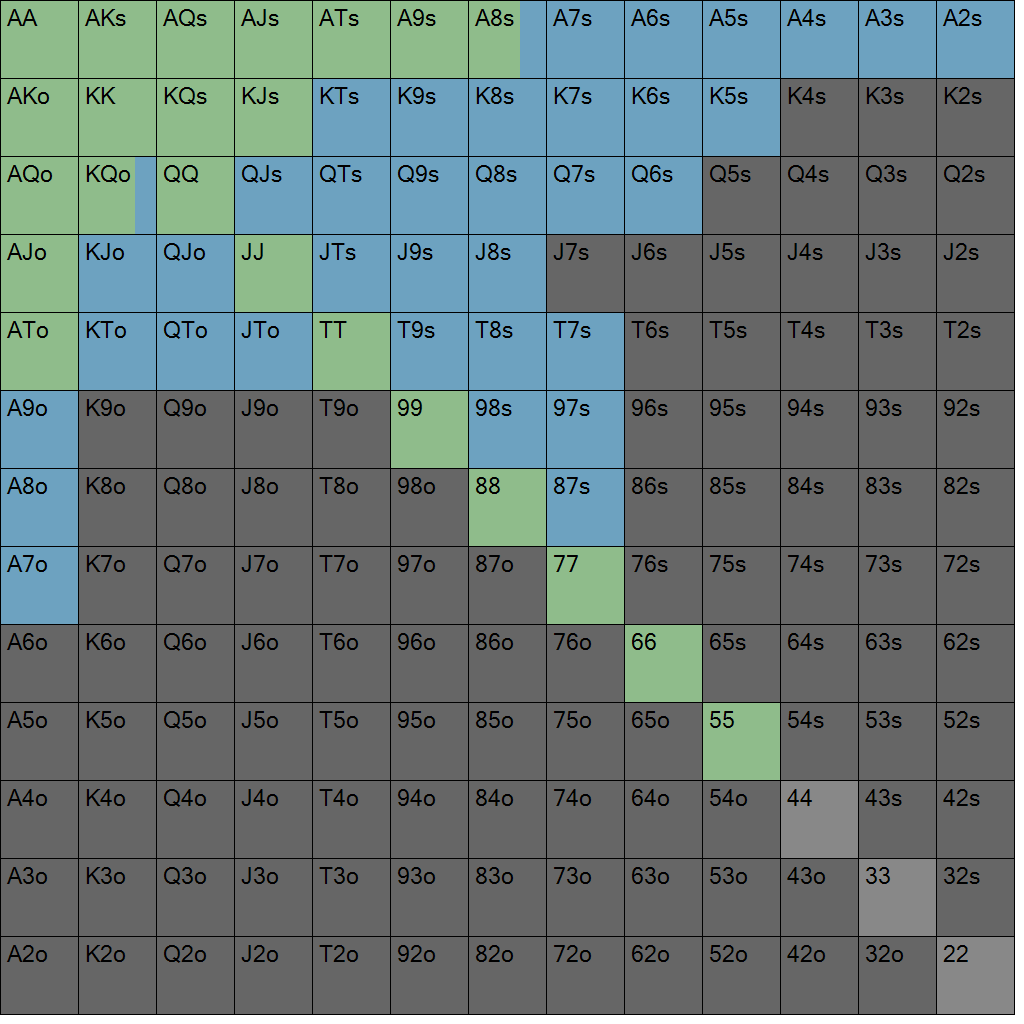 AA AKs AQs AJs ATs A9s A8s A7s A6s A5s A4s A3s A2s
AKo KK KQs KJs KTs K9s K8s K7s K6s K5s K4s K3s K2s
AQo KQo QQ QJs QTs Q9s Q8s Q7s Q6s Q5s Q4s Q3s Q2s
AJo KJo QJo JJ JTs J9s J8s J7s J6s J5s J4s J3s J2s
ATo KTo QTo JTo TT T9s T8s T7s T6s T5s T4s T3s T2s
A9o K9o Q9o J9o T9o 99 98s 97s 96s 95s 94s 93s 92s
A8o K8o Q8o J8o T8o 98o 88 87s 86s 85s 84s 83s 82s
A7o K7o Q7o J7o T7o 97o 87o 77 76s 75s 74s 73s 72s
A6o K6o Q6o J6o T6o 96o 86o 76o 66 65s 64s 63s 62s
A5o K5o Q5o J5o T5o 95o 85o 75o 65o 55 54s 53s 52s
A4o K4o Q4o J4o T4o 94o 84o 74o 64o 54o 44 43s 42s
A3o K3o Q3o J3o T3o 93o 83o 73o 63o 53o 43o 33 32s
A2o K2o Q2o J2o T2o 92o 82o 72o 62o 52o 42o 32o 22